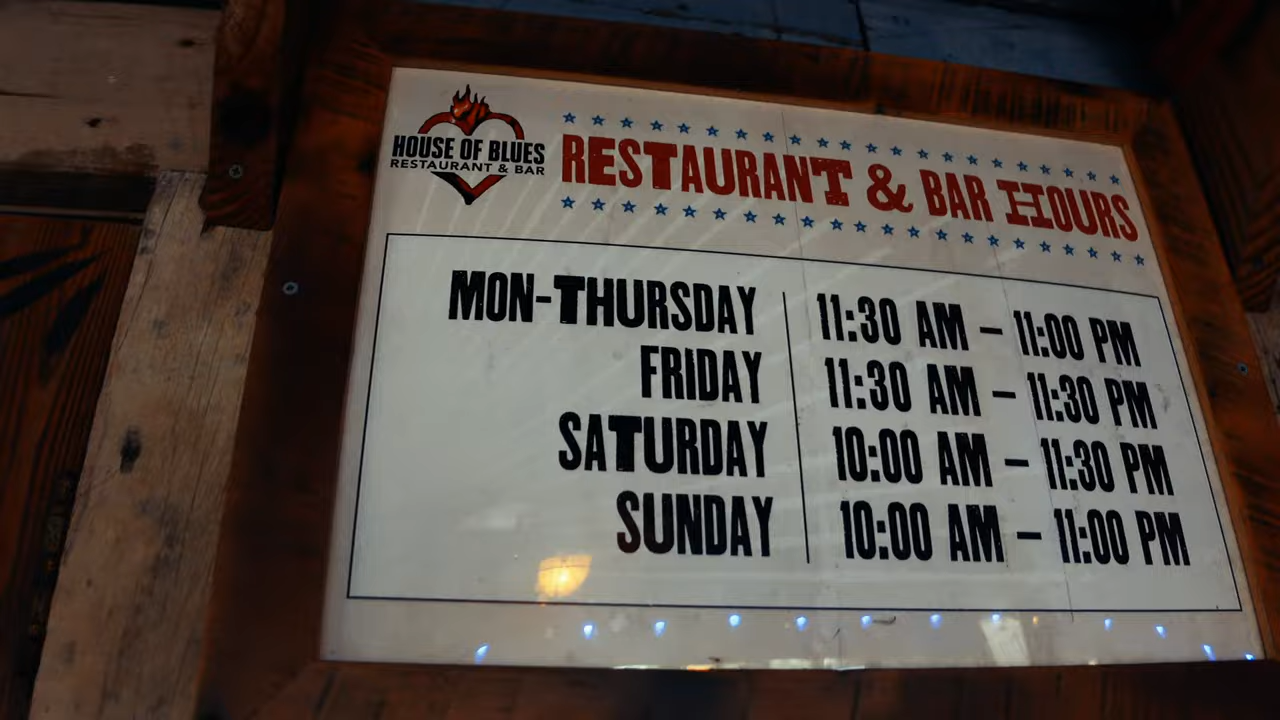 HOUSE OF BLUES
RESTAURANT & BAR
RESTAURANT & BAR HOURS
MON-THURSDAY 11:30 AM – 11:00 PM
FRIDAY 11:30 AM – 11:30 PM
SATURDAY 10:00 AM – 11:30 PM
SUNDAY 10:00 AM – 11:00 PM